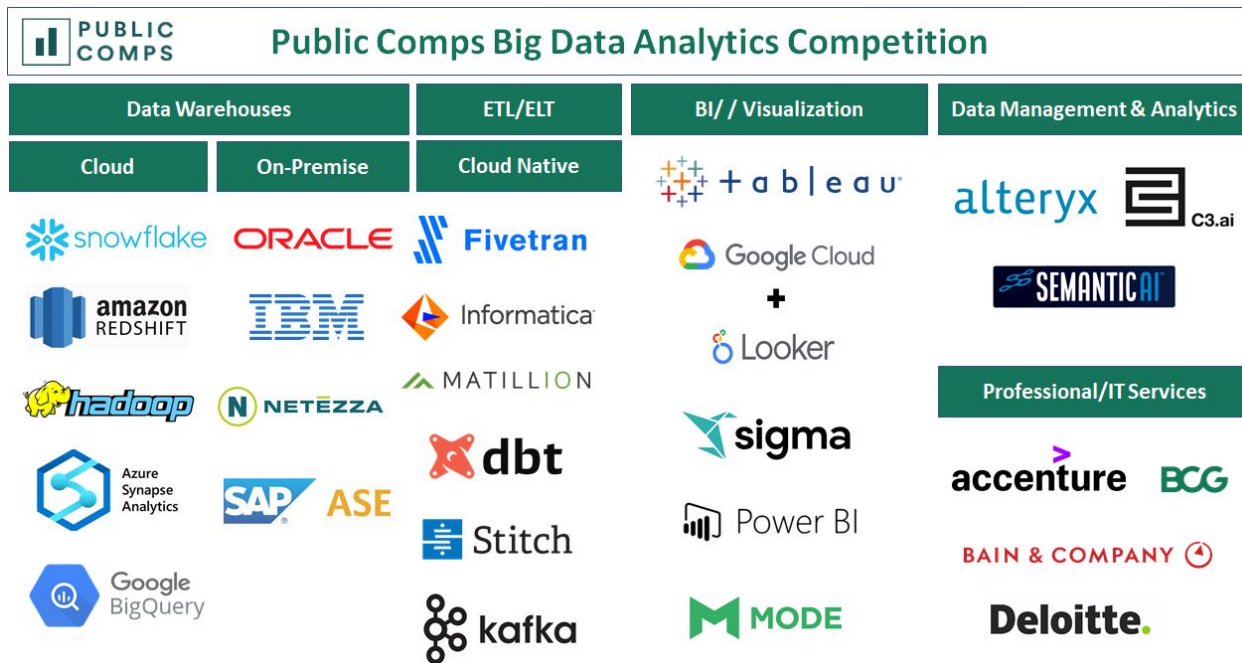 PUBLIC
COMPS
Public Comps Big Data Analytics Competition
Data Warehouses
Cloud
On-Premise
snowflake
ORACLE
amazon
REDSHIFT
IBM
hadoop
N NETEZZA
Azure
Synapse
Analytics
SAP
ASE
Google
BigQuery
ETL/ELT
Cloud Native
Fivetran
Informatica
MATILLION
dbt
Stitch
kafka
BI// Visualization
+ a b l e a u
Google Cloud
+
Looker
sigma
Power BI
MODE
Data Management & Analytics
alteryx
C3.ai
SEMANTIC AI
Professional/IT Services
accenture
BCG
BAIN & COMPANY
Deloitte.